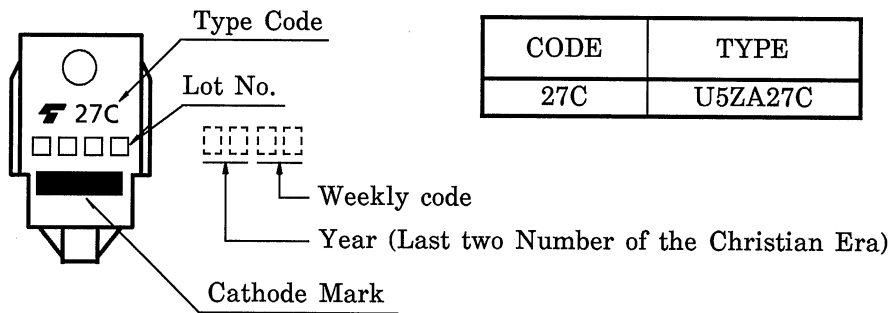 Type Code
CODE TYPE
27C U5ZA27C
Lot No.
27C
Weekly code
Year (Last two Number of the Christian Era)
Cathode Mark